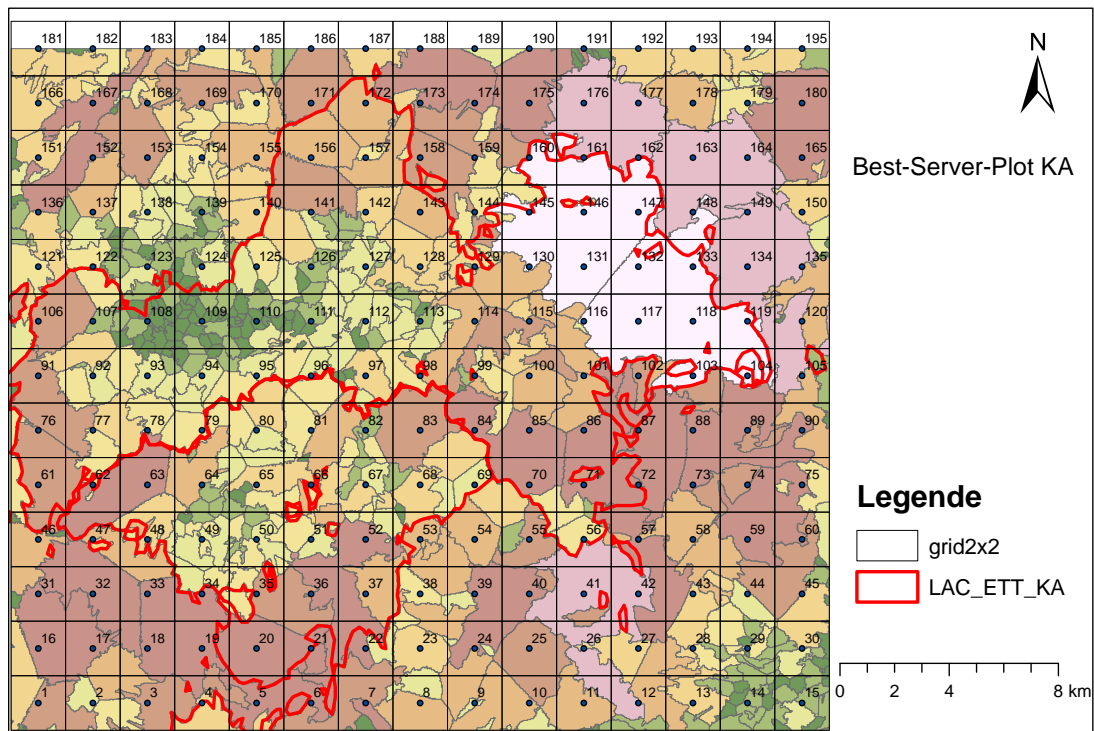 181 182 183 184 185 186 187 188 189 190 191 192 193 194 195
166 167 168 169 170 171 172 173 174 175 176 177 178 179 180
151 152 153 154 155 156 157 158 159 160 161 162 163 164 165
136 137 138 139 140 141 142 143 144 145 146 147 148 149 150
121 122 123 124 125 126 127 128 129 130 131 132 133 134 135
106 107 108 109 110 111 112 113 114 115 116 117 118 119 120
91 92 93 94 95 96 97 98 99 100 101 102 103 104 105
76 77 78 79 80 81 82 83 84 85 86 87 88 89 90
61 62 63 64 65 66 67 68 69 70 71 72 73 74 75
46 47 48 49 50 51 52 53 54 55 56 57 58 59 60
31 32 33 34 35 36 37 38 39 40 41 42 43 44 45
16 17 18 19 20 21 22 23 24 25 26 27 28 29 30
1 2 3 4 5 6 7 8 9 10 11 12 13 14 15
N
Best-Server-Plot KA
Legende
grid2x2
LAC_ETT_KA
0 2 4 8 km